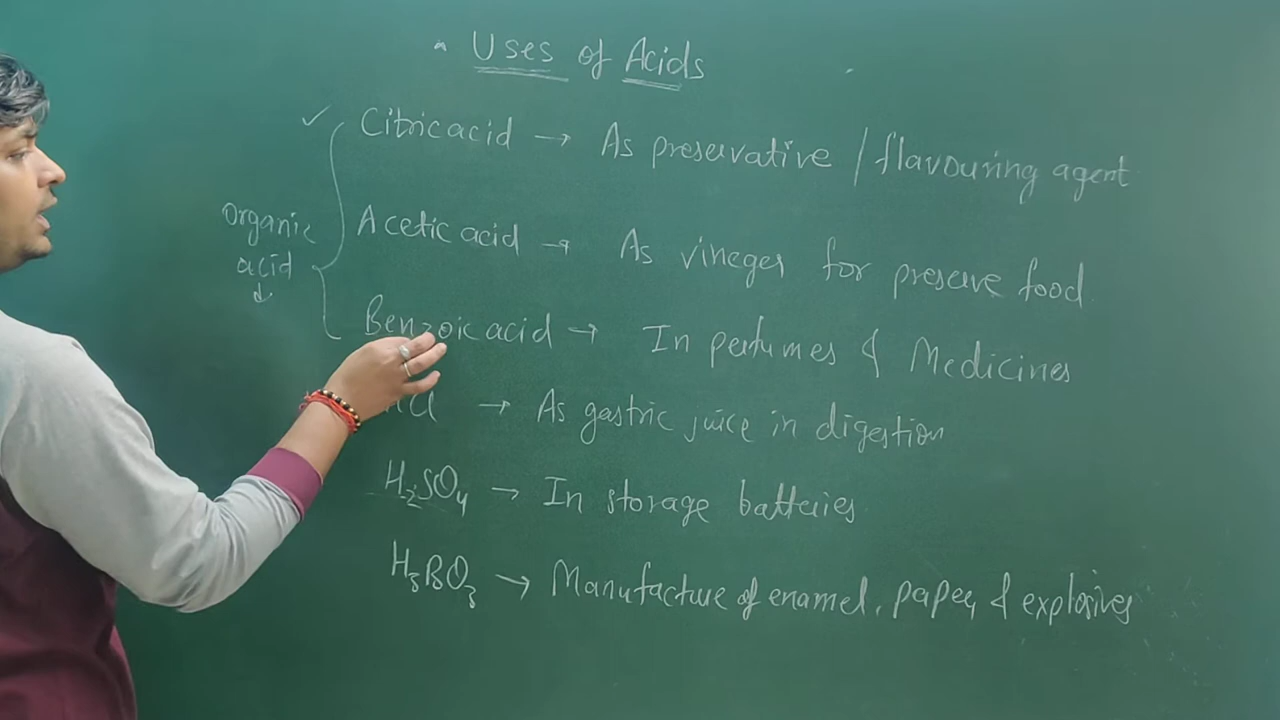 Uses of Acids
Citric acid → As preservative / flavouring agent
Organic acid ↓
Acetic acid → As vineger for preserve food
Benzoic acid → In perfumes & Medicines
HCl → As gastric juice in digestion
H₂SO₄ → In storage batteries
H₃BO₃ → Manufacture of enamel, paper, & explosives